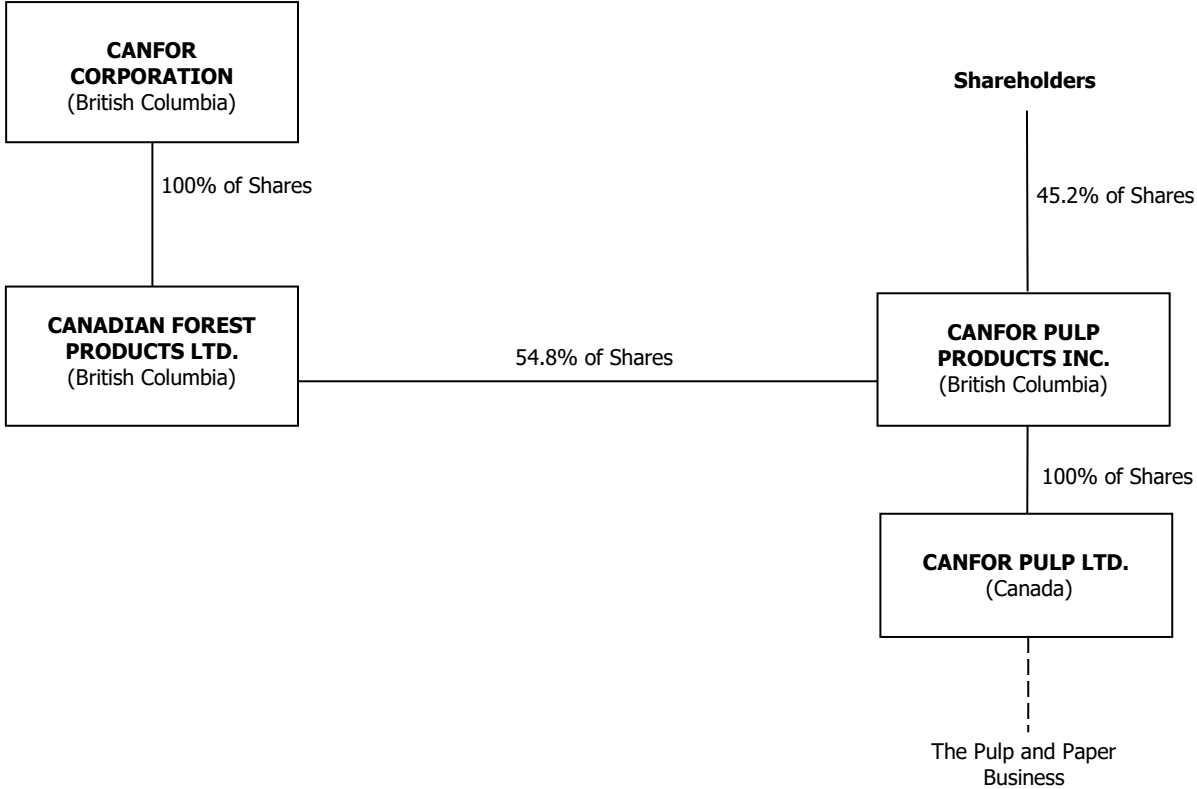 CANFOR
CORPORATION
(British Columbia)
Shareholders
100% of Shares
45.2% of Shares
CANADIAN FOREST
PRODUCTS LTD.
(British Columbia)
54.8% of Shares
CANFOR PULP
PRODUCTS INC.
(British Columbia)
100% of Shares
CANFOR PULP LTD.
(Canada)
The Pulp and Paper
Business